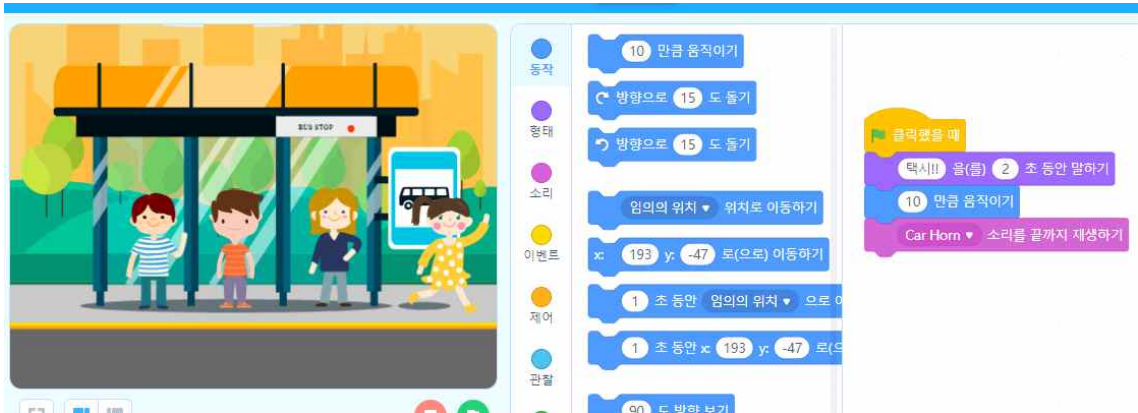 BUS STOP
동작
형태
소리
이벤트
제어
관찰
10 만큼 움직이기
방향으로 15 도 돌기
방향으로 15 도 돌기
임의의 위치 위치로 이동하기
x: 193 y: -47 로(으로) 이동하기
1 초 동안 임의의 위치 으로
1 초 동안 x: 193 y: -47 로(으
90 도 방향 보기
클릭했을 때
택시!! 을(를) 2 초 동안 말하기
10 만큼 움직이기
Car Horn 소리를 끝까지 재생하기